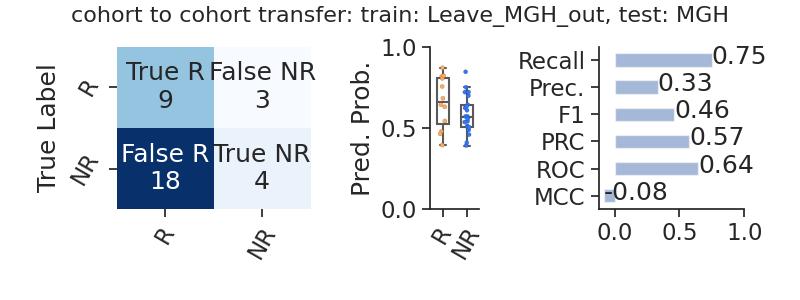 cohort to cohort transfer: train: Leave_MGH_out, test: MGH
True Label
R
NR
True R
9
False NR
3
False R
18
True NR
4
R
NR
Pred. Prob.
1.0
0.5
0.0
R
NR
Recall
0.75
Prec.
0.33
F1
0.46
PRC
0.57
ROC
0.64
MCC
-0.08
0.0
0.5
1.0